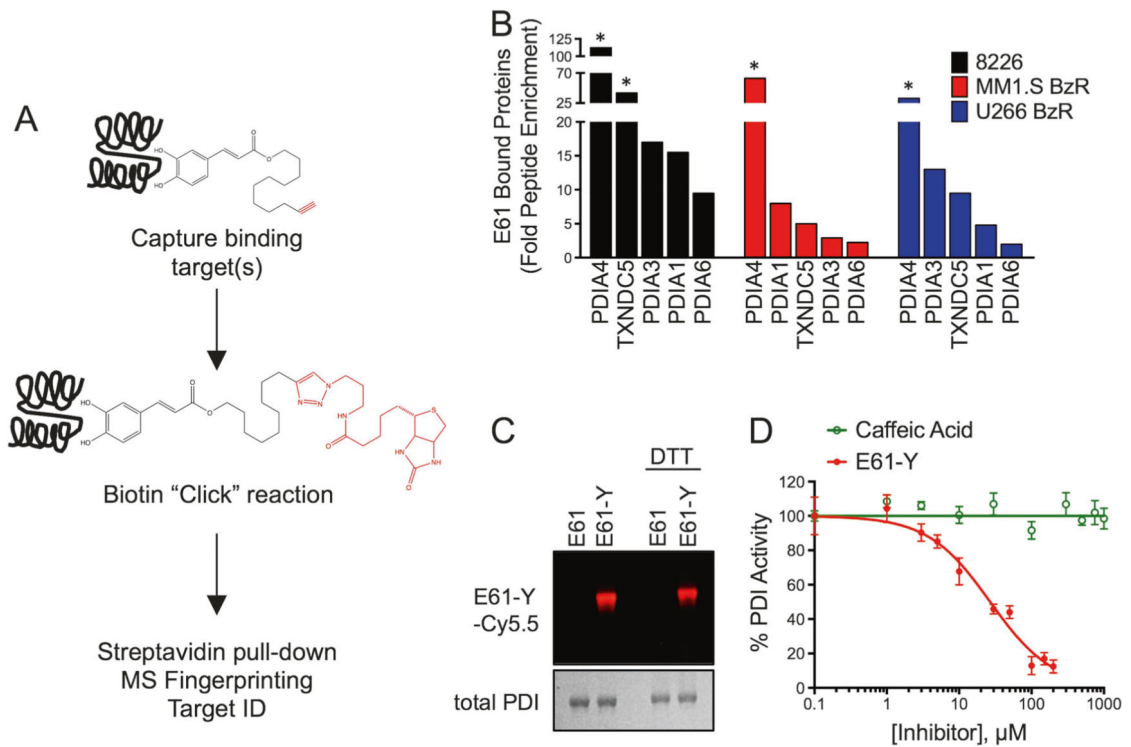 A
HO
HO
O
O
Capture binding
target(s)
HO
HO
O
O
N
N=N
HN
O
S
HN
NH
O
Biotin “Click” reaction
Streptavidin pull-down
MS Fingerprinting
Target ID
B
E61 Bound Proteins
(Fold Peptide Enrichment)
125
100
70
25
20
15
10
5
0
*
*
*
*
8226
MM1.S BzR
U266 BzR
PDIA4
TXNDC5
PDIA3
PDIA1
PDIA6
PDIA4
PDIA1
TXNDC5
PDIA3
PDIA6
PDIA4
PDIA3
TXNDC5
PDIA1
PDIA6
C
DTT
E61
E61-Y
E61
E61-Y
E61-Y
-Cy5.5
total PDI
D
Caffeic Acid
E61-Y
% PDI Activity
120
100
80
60
40
20
0
0.1
1
10
100
1000
[Inhibitor], μM